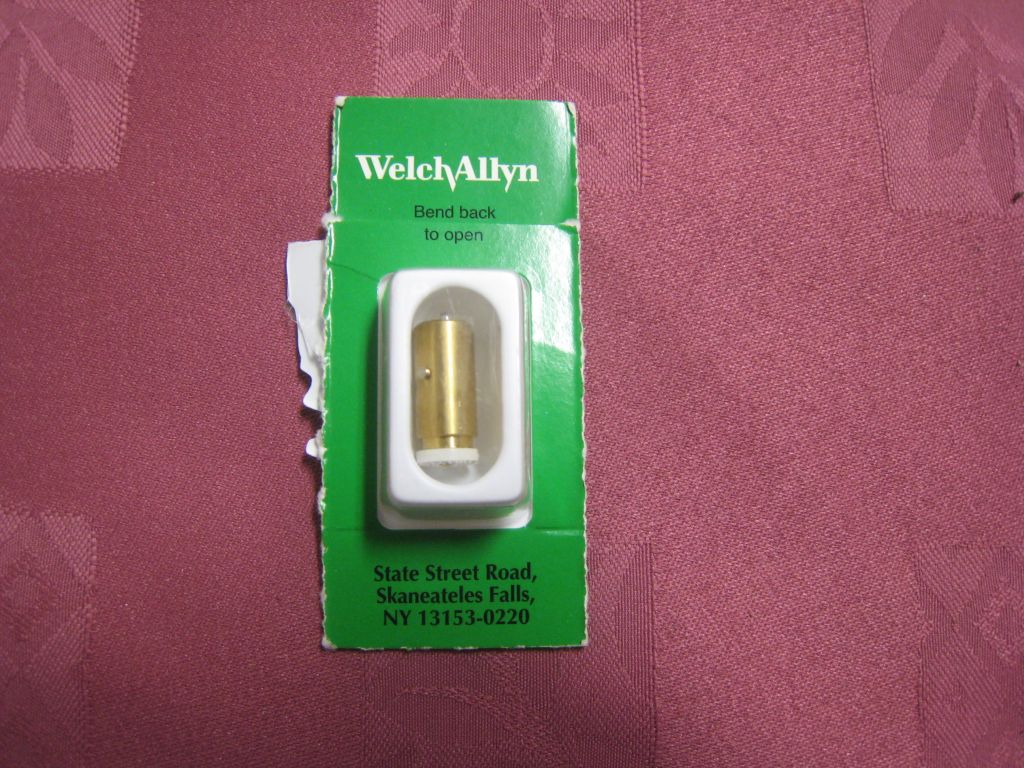 WelchAllyn
Bend back
to open
State Street Road,
Skaneateles Falls,
NY 13153-0220